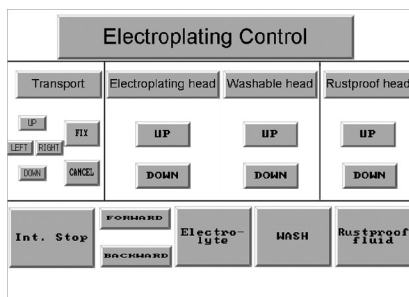 Electroplating Control
Transport
Electroplating head
Washable head
Rustproof head
UP
FIX
LEFT
RIGHT
DOWN
CANCEL
UP
DOWN
UP
DOWN
UP
DOWN
Int. Stop
FORWARD
BACKWARD
Electro-
lyte
WASH
Rustproof
fluid